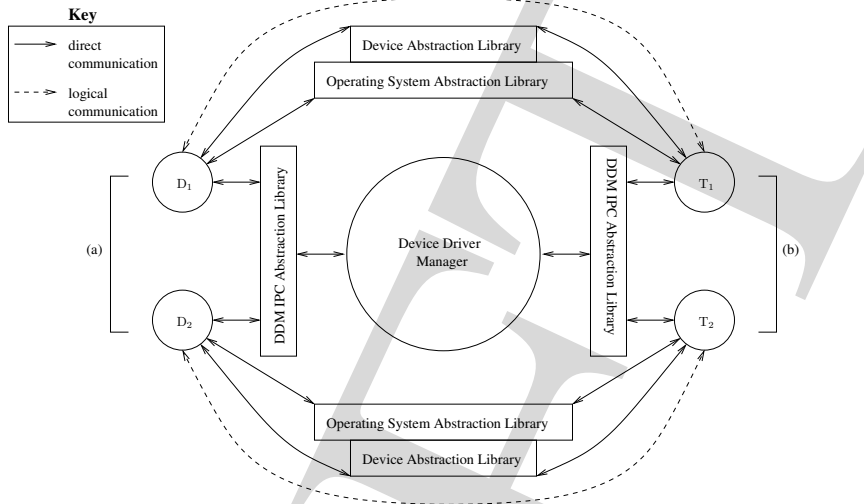 Key
direct
communication
logical
communication
Device Abstraction Library
Operating System Abstraction Library
D1
T1
DDM IPC Abstraction Library
DDM IPC Abstraction Library
(a)
Device Driver
Manager
(b)
D2
T2
Operating System Abstraction Library
Device Abstraction Library